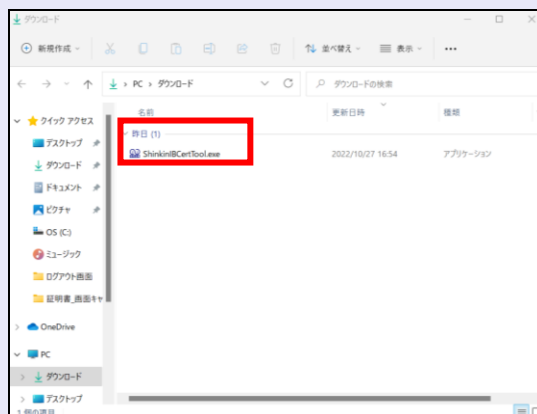 ダウンロード
新規作成
並べ替え
表示
PC > ダウンロード
ダウンロードの検索
名前
更新日時
種類
クイック アクセス
昨日 (1)
デスクトップ
ShinkinIBCertTool.exe
2022/10/27 16:54
アプリケーション
ダウンロード
ドキュメント
ピクチャ
OS (C:)
ミュージック
ログアウト画面
証明書_画面キャ
OneDrive
PC
ダウンロード
デスクトップ
1 個の項目